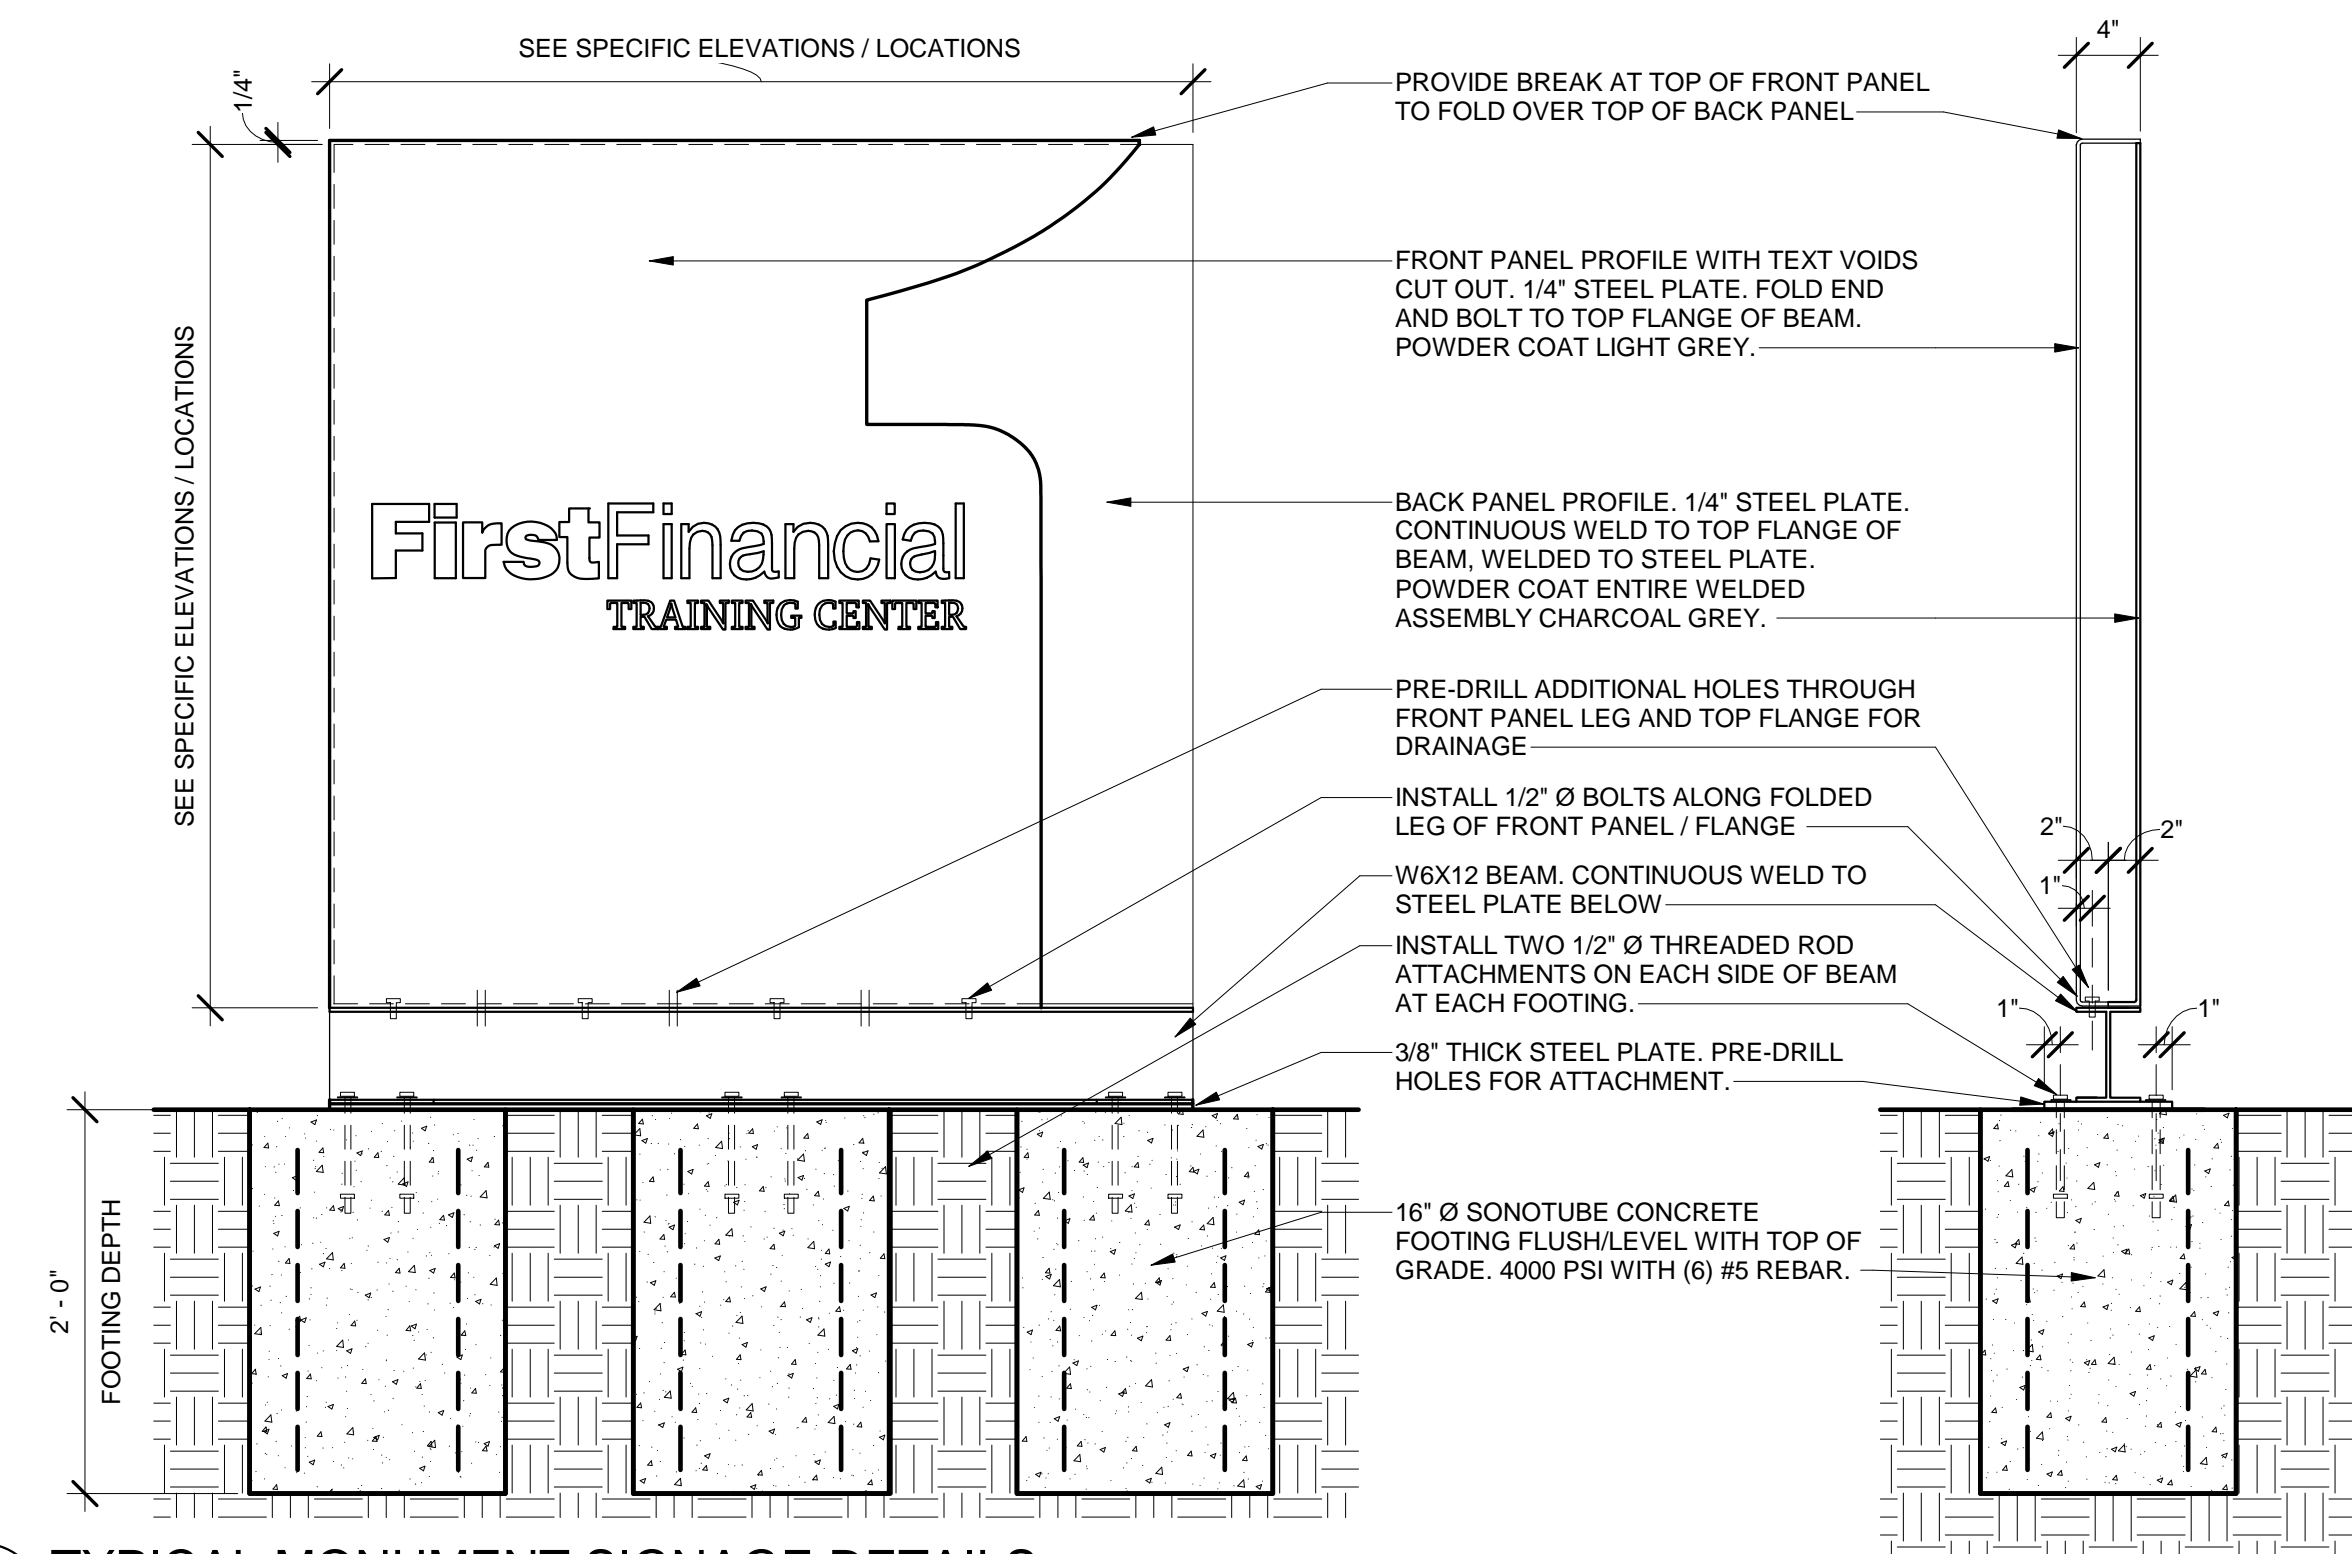 SEE SPECIFIC ELEVATIONS / LOCATIONS
1/4"
4"
SEE SPECIFIC ELEVATIONS / LOCATIONS
PROVIDE BREAK AT TOP OF FRONT PANEL
TO FOLD OVER TOP OF BACK PANEL
FRONT PANEL PROFILE WITH TEXT VOIDS
CUT OUT. 1/4" STEEL PLATE. FOLD END
AND BOLT TO TOP FLANGE OF BEAM.
POWDER COAT LIGHT GREY.
FirstFinancial
TRAINING CENTER
BACK PANEL PROFILE. 1/4" STEEL PLATE.
CONTINUOUS WELD TO TOP FLANGE OF
BEAM, WELDED TO STEEL PLATE.
POWDER COAT ENTIRE WELDED
ASSEMBLY CHARCOAL GREY.
PRE-DRILL ADDITIONAL HOLES THROUGH
FRONT PANEL LEG AND TOP FLANGE FOR
DRAINAGE
INSTALL 1/2" Ø BOLTS ALONG FOLDED
LEG OF FRONT PANEL / FLANGE
2"
2"
1"
W6X12 BEAM. CONTINUOUS WELD TO
STEEL PLATE BELOW
INSTALL TWO 1/2" Ø THREADED ROD
ATTACHMENTS ON EACH SIDE OF BEAM
AT EACH FOOTING.
1"
1"
3/8" THICK STEEL PLATE. PRE-DRILL
HOLES FOR ATTACHMENT.
2' - 0"
FOOTING DEPTH
16" Ø SONOTUBE CONCRETE
FOOTING FLUSH/LEVEL WITH TOP OF
GRADE. 4000 PSI WITH (6) #5 REBAR.
TYPICAL MONUMENT SIGNAGE DETAILS